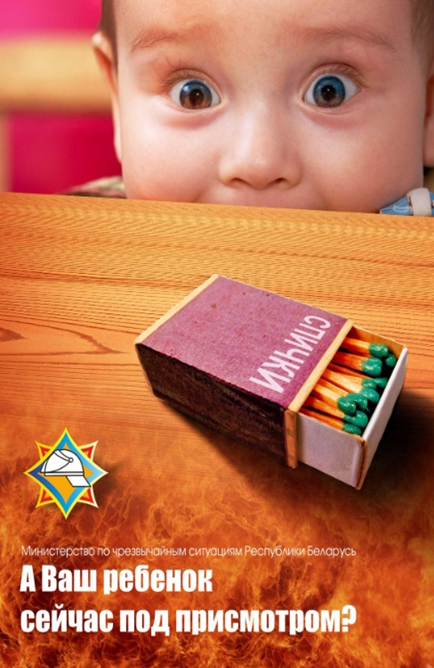 СПИЧКИ
Министерство по чрезвычайным ситуациям Республики Беларусь
А Ваш ребенок
сейчас под присмотром?